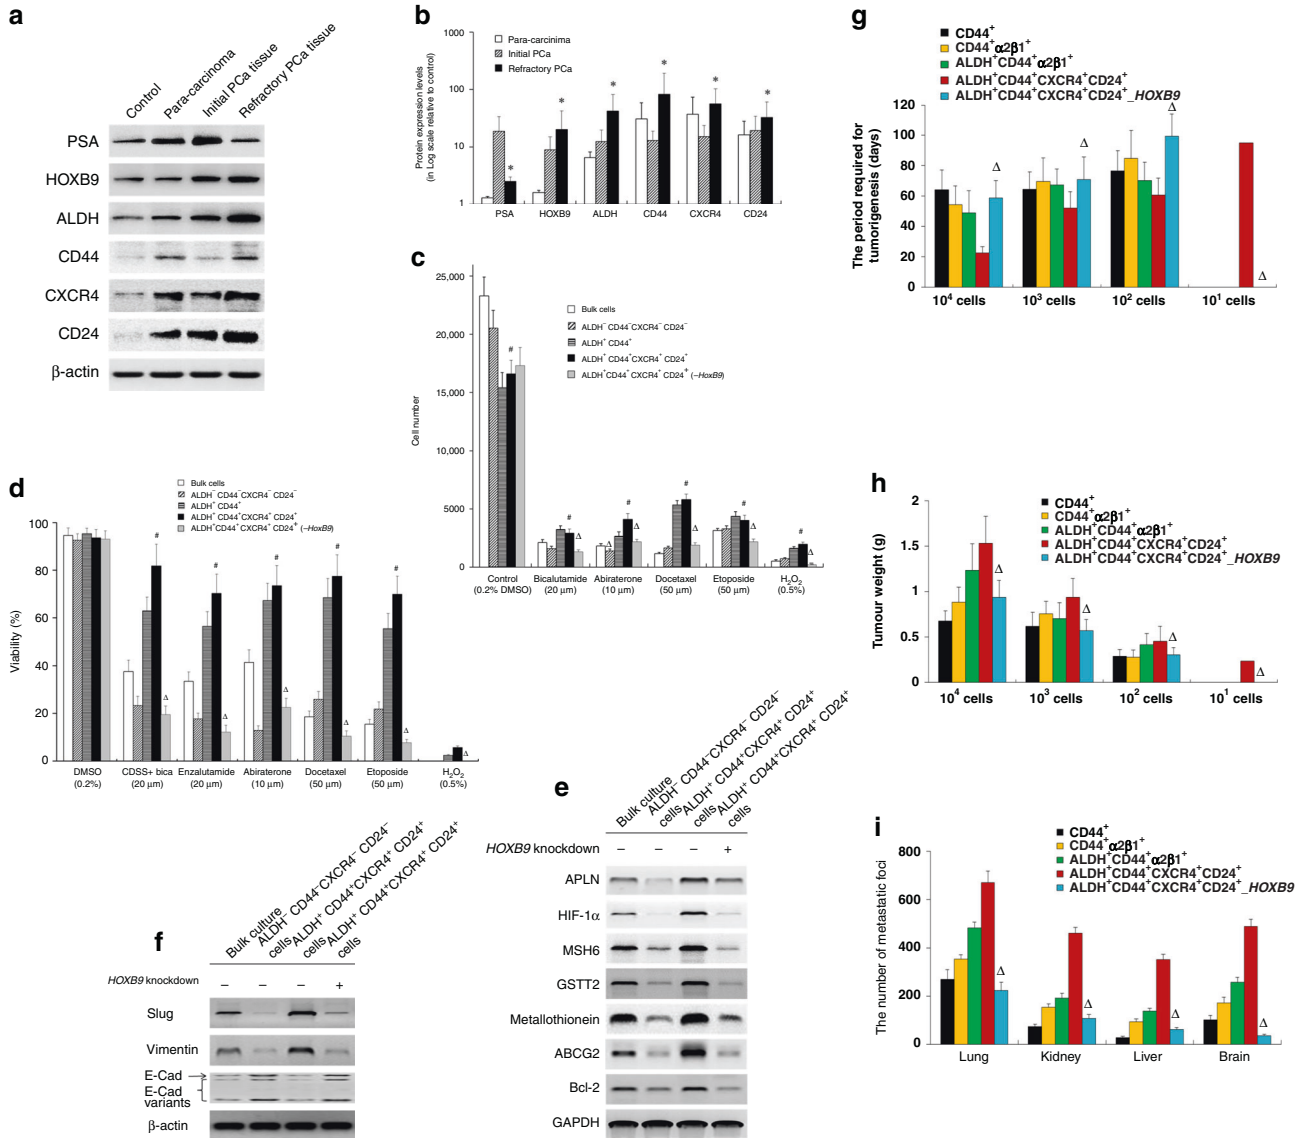 a
Control
Para-carcinoma
Initial PCa tissue
Refractory PCa tissue
PSA
HOXB9
ALDH
CD44
CXCR4
CD24
β-actin
b
Protein expression levels
(in Log scale relative to control)
1000
100
10
1
Para-carcinima
Initial PCa
Refractory PCa
* * * * * *
PSA HOXB9 ALDH CD44 CXCR4 CD24
c
Cell number
25,000
20,000
15,000
10,000
5000
0
Bulk cells
ALDH⁻ CD44⁻CXCR4⁻ CD24⁻
ALDH⁺ CD44⁺
ALDH⁺ CD44⁺CXCR4⁺ CD24⁺
ALDH⁺CD44⁺CXCR4⁺ CD24⁺ (–HoxB9)
# # # # # #
Δ Δ Δ Δ Δ Δ
Control Bicalutamide Abiraterone Docetaxel Etoposide H₂O₂
(0.2% DMSO) (20 μm) (10 μm) (50 μm) (50 μm) (0.5%)
d
Viability (%)
100
80
60
40
20
0
Bulk cells
ALDH⁻ CD44⁻CXCR4⁻ CD24⁻
ALDH⁺ CD44⁺
ALDH⁺ CD44⁺CXCR4⁺ CD24⁺
ALDH⁺CD44⁺CXCR4⁺ CD24⁺ (–HoxB9)
# # # # #
Δ Δ Δ Δ Δ Δ
DMSO CDSS+ bica Enzalutamide Abiraterone Docetaxel Etoposide H₂O₂
(0.2%) (20 μm) (20 μm) (10 μm) (50 μm) (50 μm) (0.5%)
e
Bulk culture
ALDH⁻ CD44⁻CXCR4⁻ CD24⁻
cells
ALDH⁺ CD44⁺CXCR4⁺ CD24⁺
cells
ALDH⁺ CD44⁺CXCR4⁺ CD24⁺
cells
HOXB9 knockdown – – – +
APLN
HIF-1α
MSH6
GSTT2
Metallothionein
ABCG2
Bcl-2
GAPDH
f
Bulk culture
ALDH⁻ CD44⁻CXCR4⁻ CD24⁻
cells
ALDH⁺ CD44⁺CXCR4⁺ CD24⁺
cells
ALDH⁺ CD44⁺CXCR4⁺ CD24⁺
cells
HOXB9 knockdown – – – +
Slug
Vimentin
E-Cad
E-Cad
variants
β-actin
g
CD44⁺
CD44⁺α2β1⁺
ALDH⁺CD44⁺α2β1⁺
ALDH⁺CD44⁺CXCR4⁺CD24⁺
ALDH⁺CD44⁺CXCR4⁺CD24⁺_HOXB9
The period required for
tumorigenesis (days)
120
100
80
60
40
20
0
Δ Δ Δ Δ
10⁴ cells 10³ cells 10² cells 10¹ cells
h
CD44⁺
CD44⁺α2β1⁺
ALDH⁺CD44⁺α2β1⁺
ALDH⁺CD44⁺CXCR4⁺CD24⁺
ALDH⁺CD44⁺CXCR4⁺CD24⁺_HOXB9
Tumour weight (g)
2
1.5
1
0.5
0
Δ Δ Δ Δ
10⁴ cells 10³ cells 10² cells 10¹ cells
i
CD44⁺
CD44⁺α2β1⁺
ALDH⁺CD44⁺α2β1⁺
ALDH⁺CD44⁺CXCR4⁺CD24⁺
ALDH⁺CD44⁺CXCR4⁺CD24⁺_HOXB9
The number of metastatic foci
800
600
400
200
0
Δ Δ Δ Δ
Lung Kidney Liver Brain